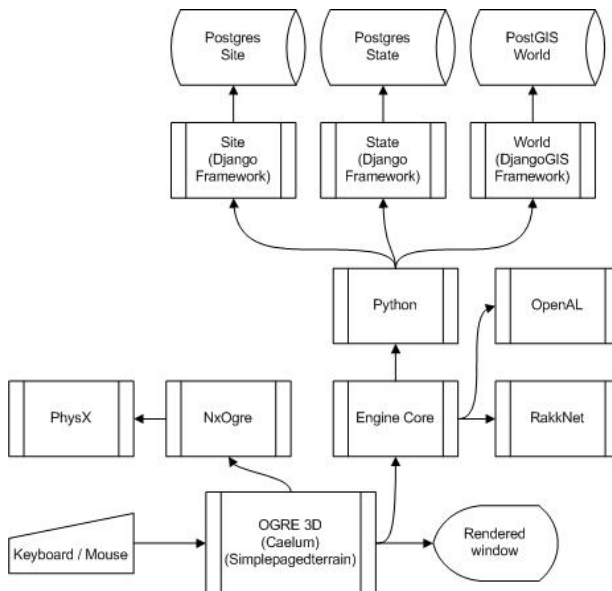 Postgres
Site
Postgres
State
PostGIS
World
Site
(Django
Framework)
State
(Django
Framework)
World
(DjangoGIS
Framework)
Python
OpenAL
PhysX
NxOgre
Engine Core
RakkNet
Keyboard / Mouse
OGRE 3D
(Caelum)
(Simplepagedterrain)
Rendered
window